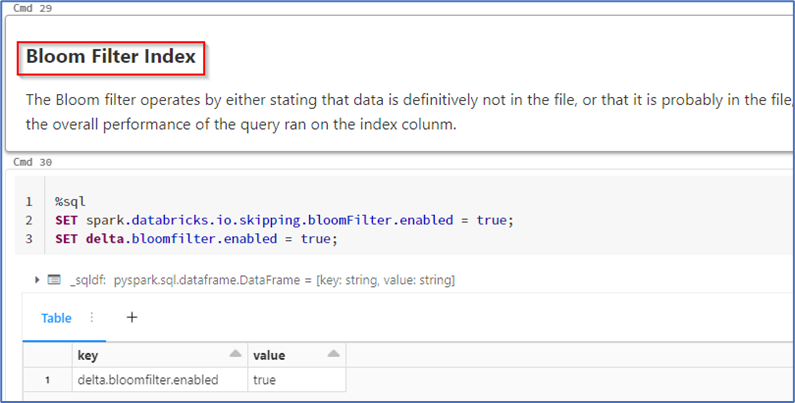 Cmd 29
Bloom Filter Index
The Bloom filter operates by either stating that data is definitively not in the file, or that it is probably in the file,
the overall performance of the query ran on the index colunm.
Cmd 30
1 %sql
2 SET spark.databricks.io.skipping.bloomFilter.enabled = true;
3 SET delta.bloomfilter.enabled = true;
_sqldf: pyspark.sql.dataframe.DataFrame = [key: string, value: string]
Table +
key value
1 delta.bloomfilter.enabled true